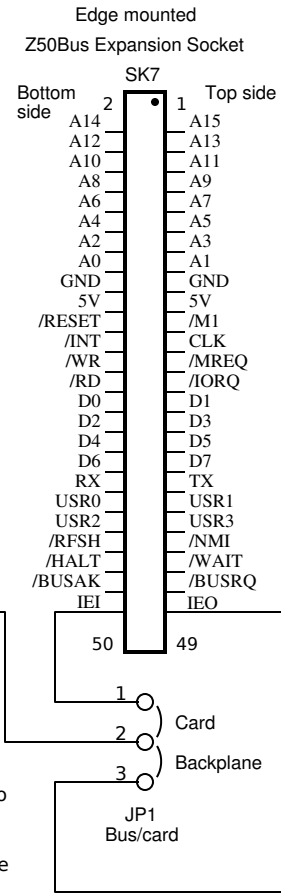 Edge mounted
Z50Bus Expansion Socket
SK7
Bottom side
Top side
2 1
A14 A15
A12 A13
A10 A11
A8 A9
A6 A7
A4 A5
A2 A3
A0 A1
GND GND
5V 5V
/RESET /M1
/INT CLK
/WR /MREQ
/RD /IORQ
D0 D1
D2 D3
D4 D5
D6 D7
RX TX
USR0 USR1
USR2 USR3
/RFSH /NMI
/HALT /WAIT
/BUSAK /BUSRQ
IEI IEO
50 49
1
Card
2
Backplane
3
o
JP1
Bus/card
e